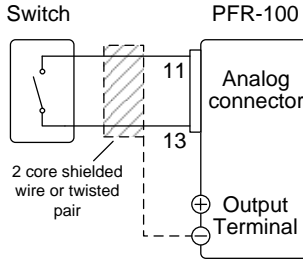 Switch
PFR-100
11
Analog
connector
13
2 core shielded
wire or twisted
pair
Output
Terminal